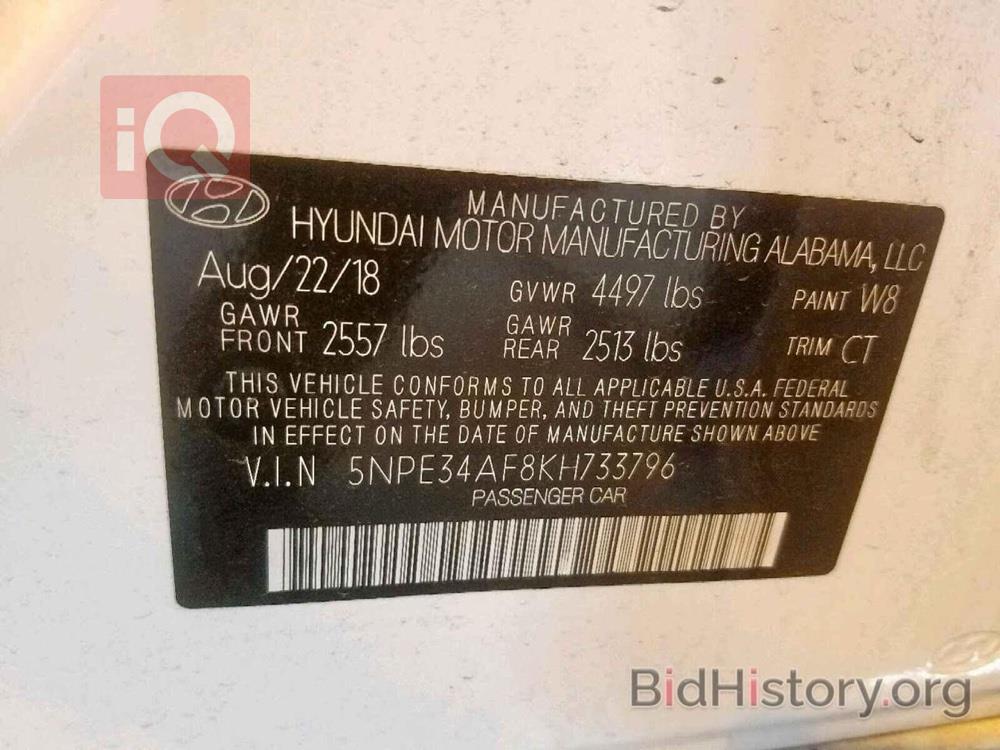 iQ
MANUFACTURED BY
HYUNDAI MOTOR MANUFACTURING ALABAMA, LLC
Aug/22/18 GVWR 4497 lbs PAINT W8
GAWR FRONT 2557 lbs GAWR REAR 2513 lbs TRIM CT
THIS VEHICLE CONFORMS TO ALL APPLICABLE U.S.A. FEDERAL
MOTOR VEHICLE SAFETY, BUMPER, AND THEFT PREVENTION STANDARDS
IN EFFECT ON THE DATE OF MANUFACTURE SHOWN ABOVE
V.I.N 5NPE34AF8KH733796
PASSENGER CAR
BidHistory.org